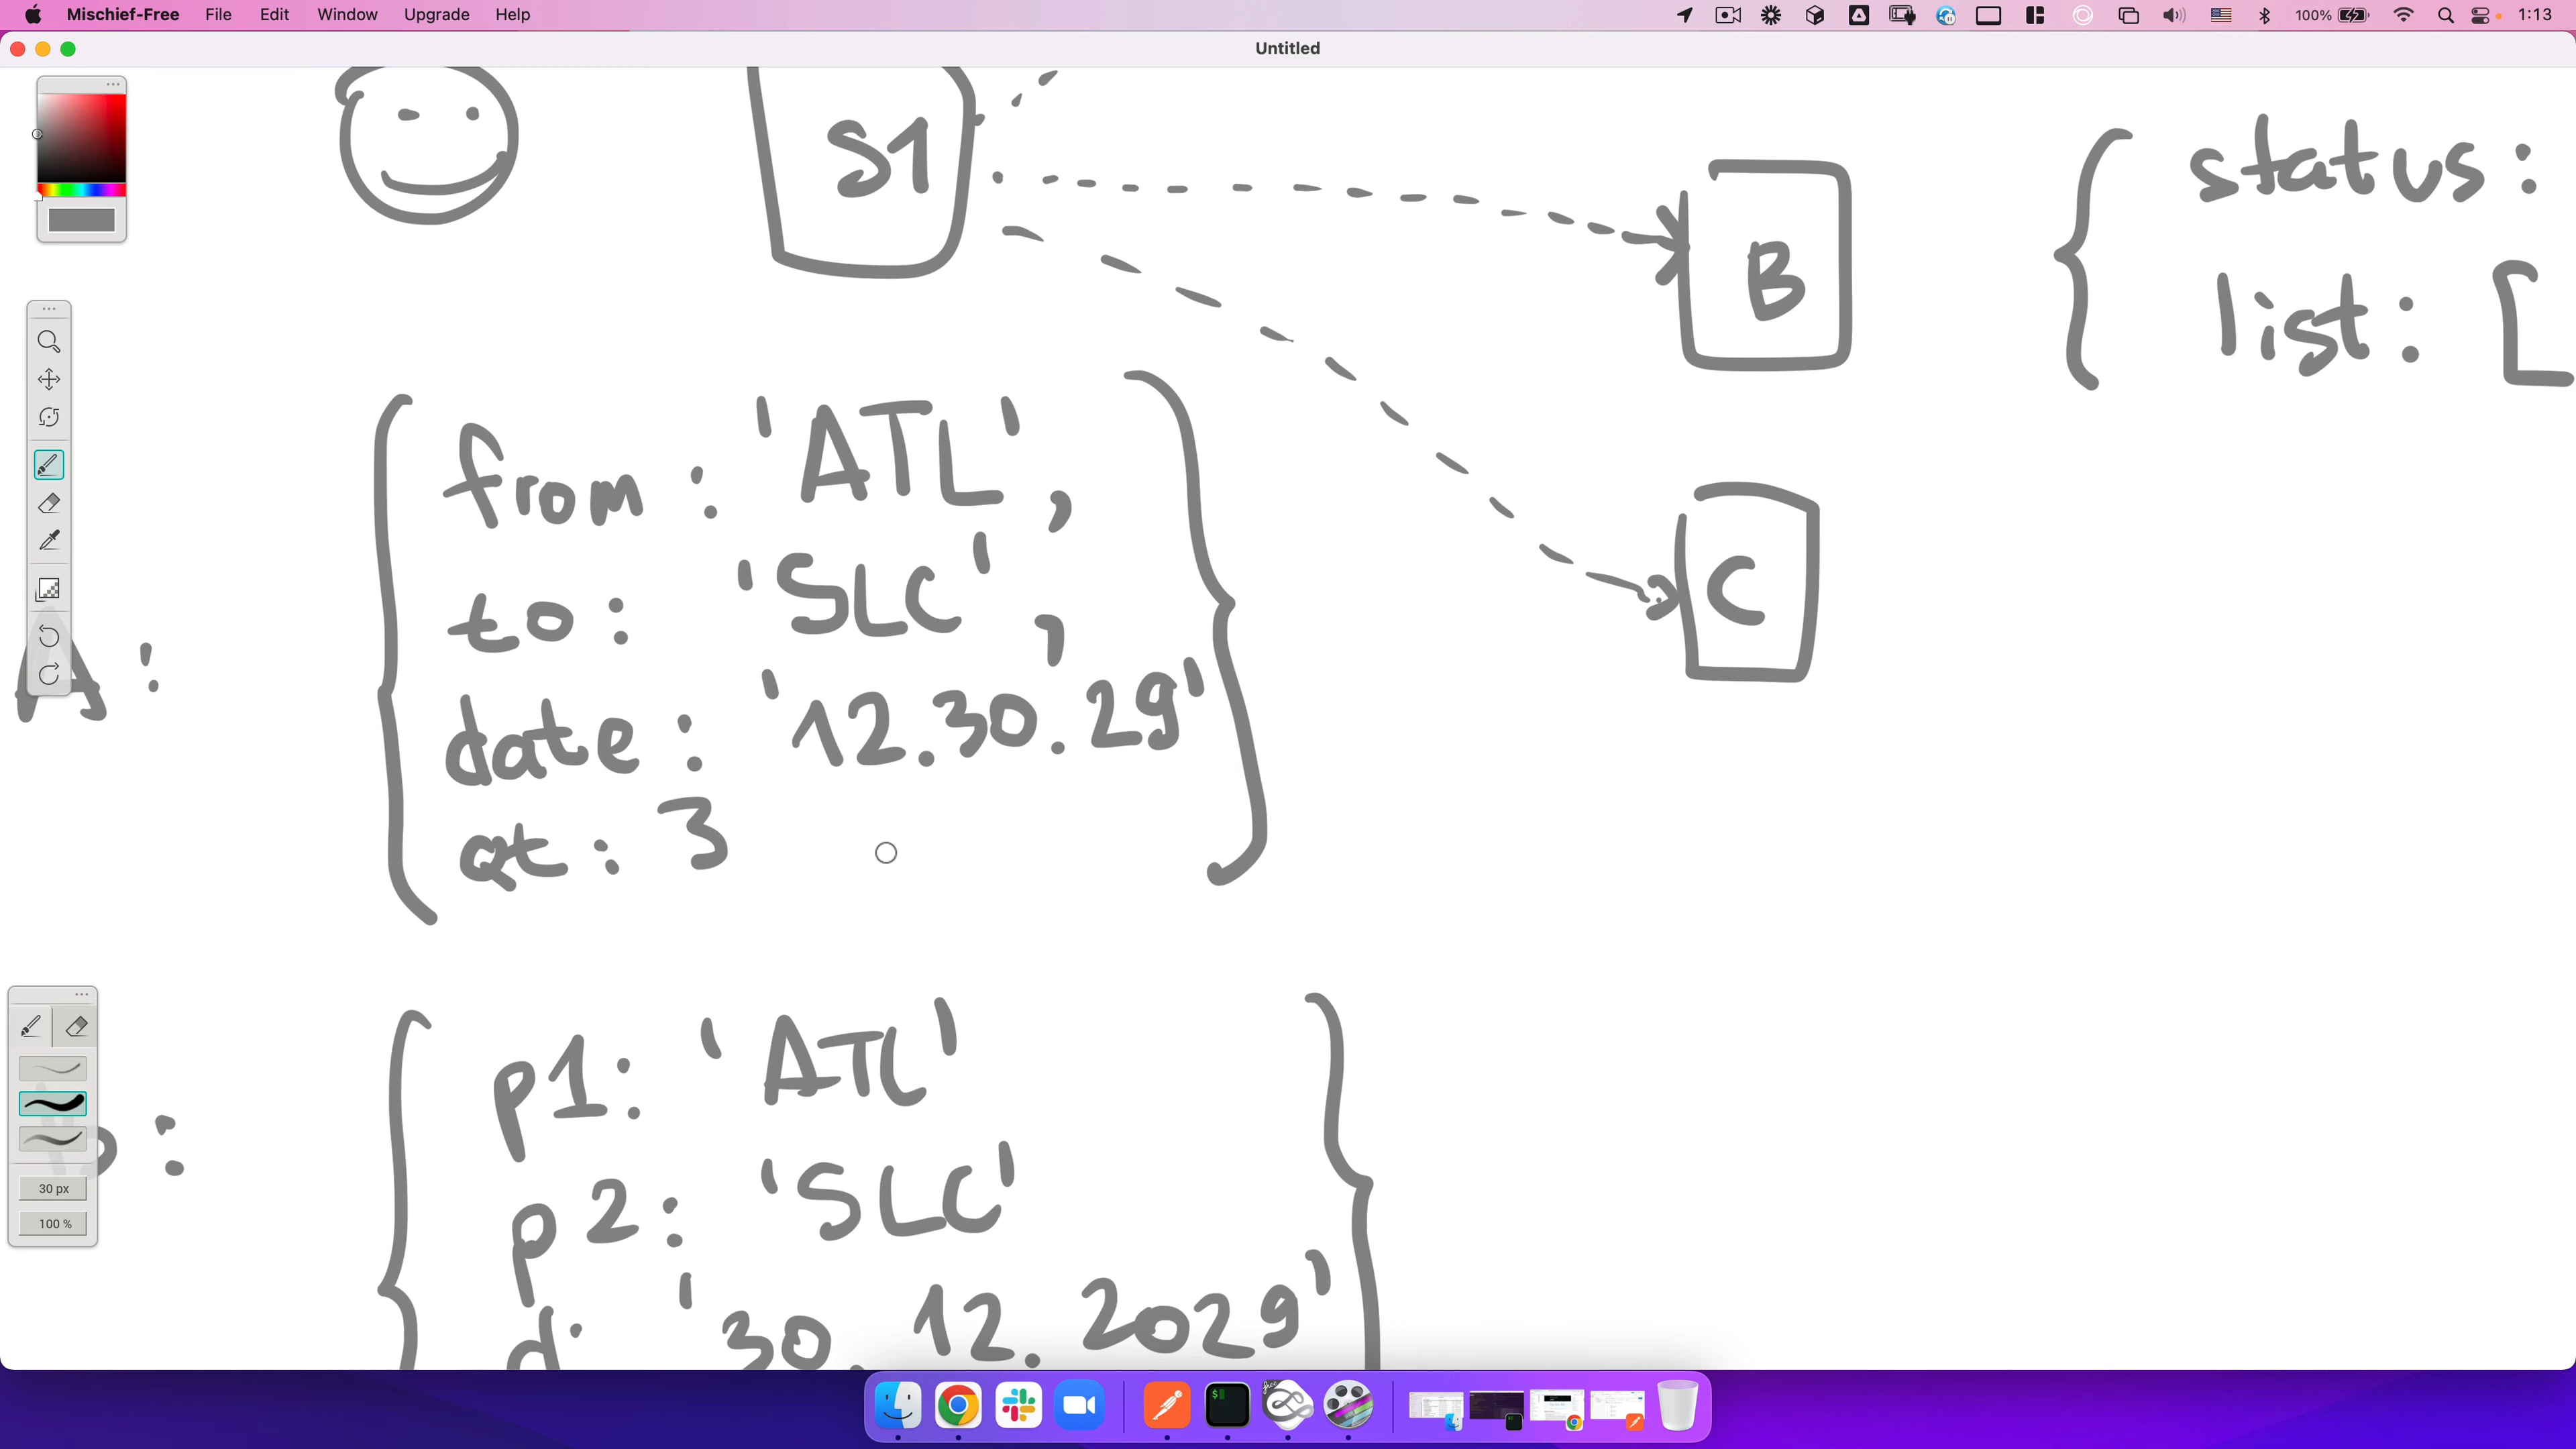 Mischief-Free File Edit Window Upgrade Help 100% 1:13
Untitled
S1
B
status:
list: [
{
C
{ from: 'ATL',
to: 'SLC',
date: '12.30.29'
qt: 3 }
A:
{ p1: 'ATL'
p2: 'SLC'
d: '30.12.2029' }
:
30 px
100 %
$
free